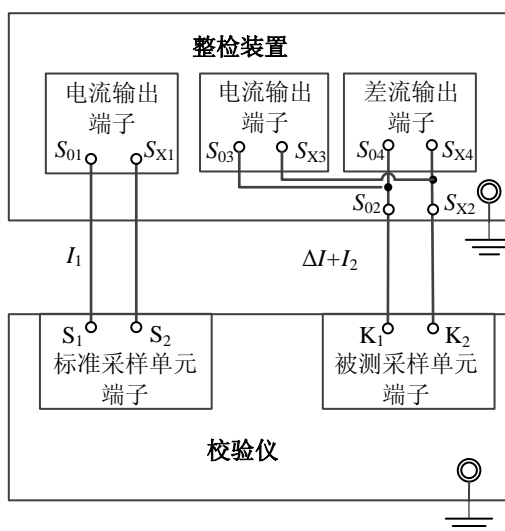 整检装置
电流输出
端子
S01 SX1
电流输出
端子
S03 SX3
差流输出
端子
S04 SX4
S02 SX2
I1
ΔI+I2
S1 S2
标准采样单元
端子
K1 K2
被测采样单元
端子
校验仪